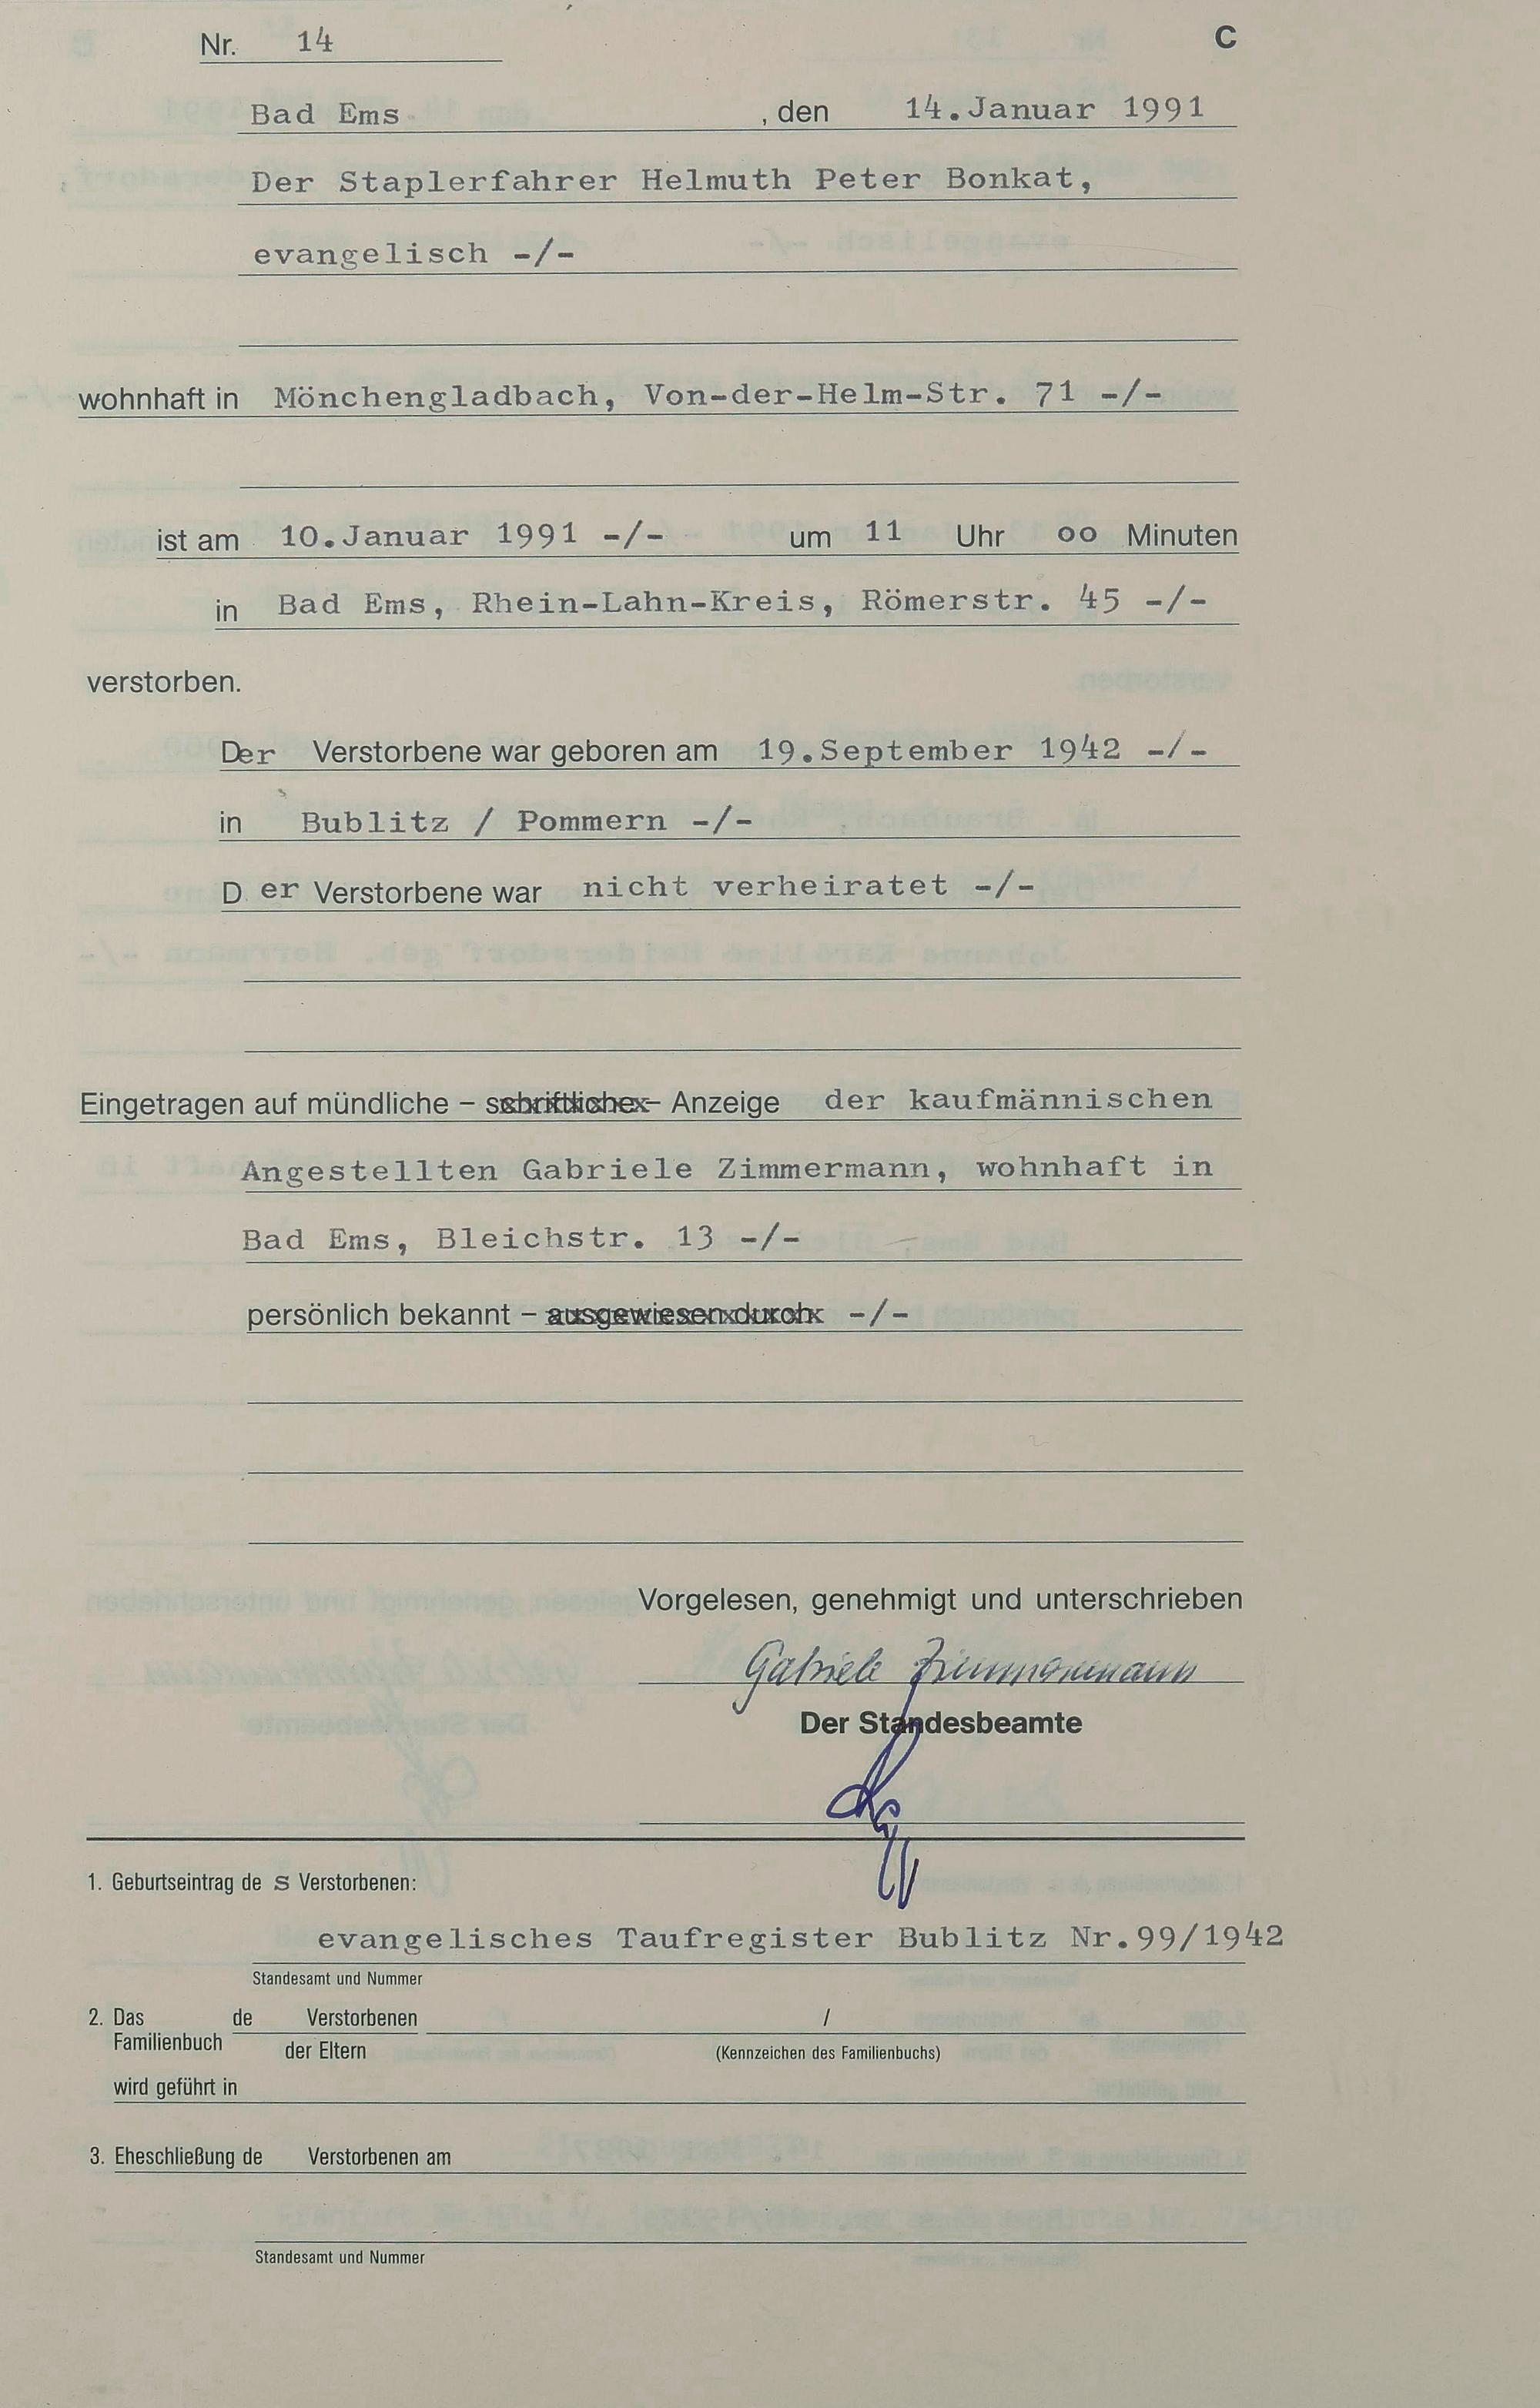 Nr. 14 C
Bad Ems , den 14.Januar 1991
Der Staplerfahrer Helmuth Peter Bonkat,
evangelisch -/-
wohnhaft in Mönchengladbach, Von-der-Helm-Str. 71 -/-
ist am 10.Januar 1991 -/- um 11 Uhr oo Minuten
in Bad Ems, Rhein-Lahn-Kreis, Römerstr. 45 -/-
verstorben.
Der Verstorbene war geboren am 19.September 1942 -/-
in Bublitz / Pommern -/-
D er Verstorbene war nicht verheiratet -/-
Eingetragen auf mündliche – schriftliche – Anzeige der kaufmännischen
Angestellten Gabriele Zimmermann, wohnhaft in
Bad Ems, Bleichstr. 13 -/-
persönlich bekannt – ausgewiesen durch -/-
Vorgelesen, genehmigt und unterschrieben
Gabriele Zimmermann
Der Standesbeamte
1. Geburtseintrag de s Verstorbenen:
evangelisches Taufregister Bublitz Nr.99/1942
Standesamt und Nummer
2. Das de Verstorbenen /
Familienbuch der Eltern (Kennzeichen des Familienbuchs)
wird geführt in
3. Eheschließung de Verstorbenen am
Standesamt und Nummer